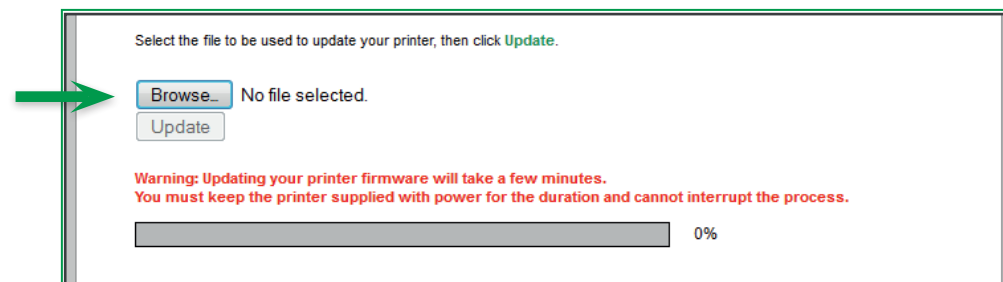 Select the file to be used to update your printer, then click Update.
Browse... No file selected.
Update
Warning: Updating your printer firmware will take a few minutes.
You must keep the printer supplied with power for the duration and cannot interrupt the process.
0%